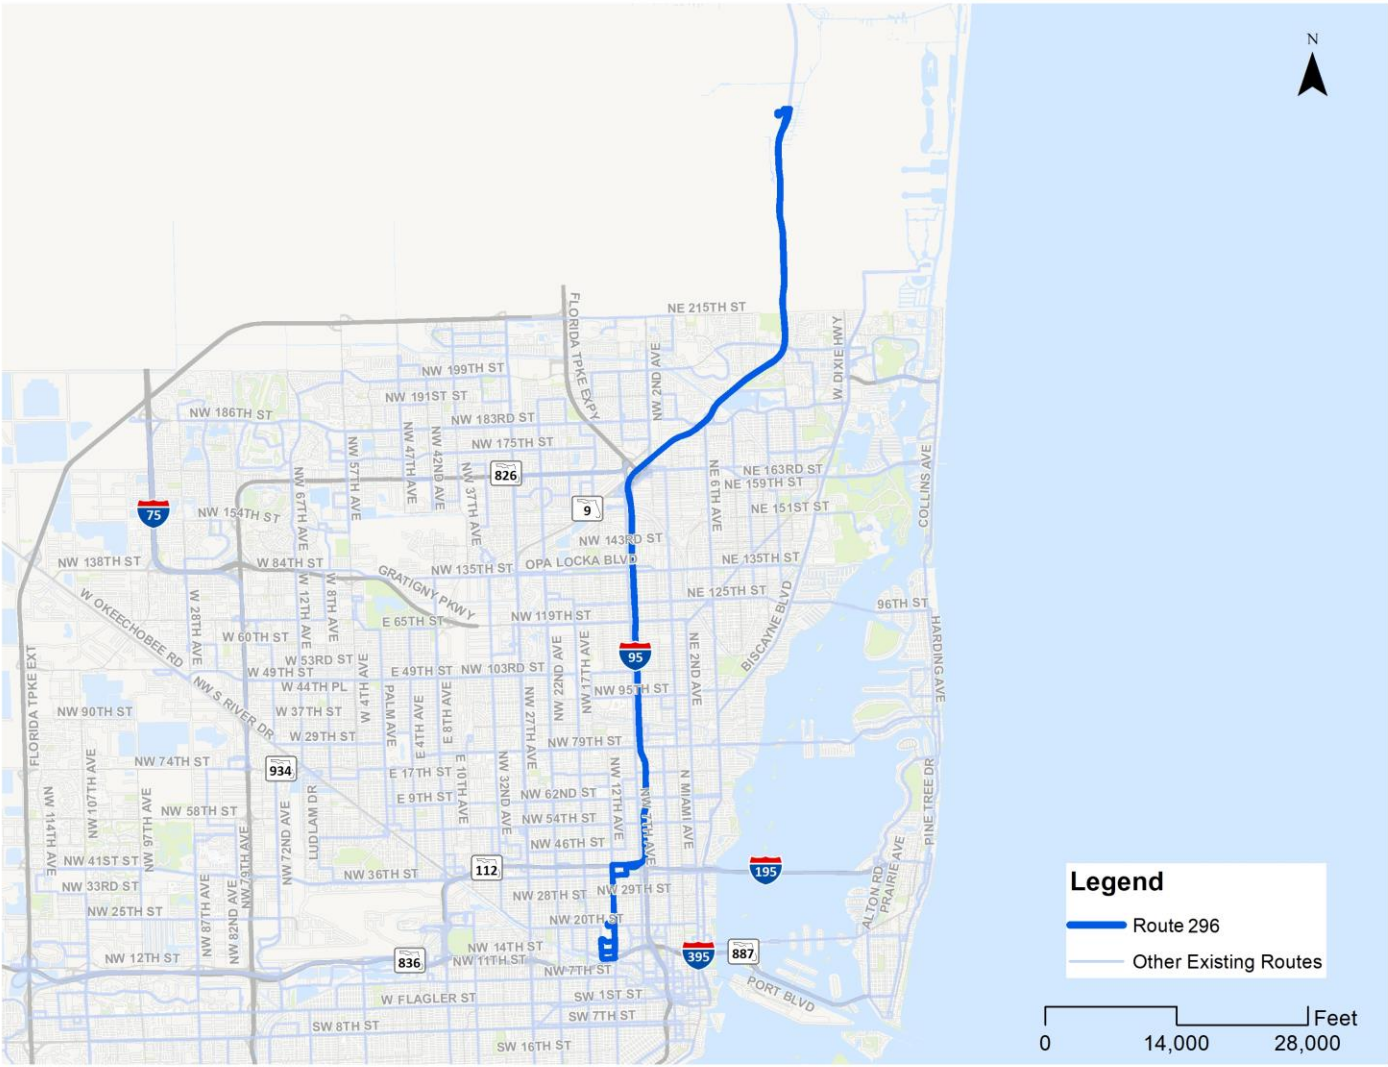 N
NE 215TH ST
FLORIDA TPKE EXPY
W DIXIE HWY
NW 2ND AVE
NW 199TH ST
NW 191ST ST
NW 186TH ST
NW 183RD ST
NW 175TH ST
NW 57TH AVE
NW 47TH AVE
NW 42ND AVE
NW 37TH AVE
NW 67TH AVE
826
NE 163RD ST
NE 159TH ST
NE 6TH AVE
COLLINS AVE
75
NW 154TH ST
9
NE 151ST ST
NW 143RD ST
NW 138TH ST
W 84TH ST
OPA LOCKA BLVD
NW 135TH ST
NE 135TH ST
GRATIGNY PKWY
W OKEECHOBEE RD
W 28TH AVE
W 12TH AVE
W 8TH AVE
NE 125TH ST
BISCAYNE BLVD
96TH ST
NW 119TH ST
E 65TH ST
W 60TH ST
HARDING AVE
95
W 53RD ST
W 49TH ST
E 49TH ST
NW 103RD ST
NW 22ND AVE
NW 17TH AVE
NE 2ND AVE
FLORIDA TPKE EXT
NW S RIVER DR
W 44TH PL
W 4TH AVE
PALM AVE
E 4TH AVE
E 8TH AVE
NW 27TH AVE
NW 95TH ST
NW 90TH ST
W 37TH ST
W 29TH ST
NW 79TH ST
NW 74TH ST
934
E 17TH ST
E 10TH AVE
NW 32ND AVE
NW 12TH AVE
NW 7TH AVE
N MIAMI AVE
PINE TREE DR
NW 114TH AVE
NW 107TH AVE
NW 97TH AVE
NW 58TH ST
NW 72ND AVE
LUDLAM DR
E 9TH ST
NW 62ND ST
NW 54TH ST
NW 46TH ST
NW 41ST ST
NW 79TH AVE
NW 36TH ST
112
195
ALTON RD
PRAIRIE AVE
NW 33RD ST
NW 87TH AVE
NW 82ND AVE
NW 28TH ST
NW 29TH ST
NW 25TH ST
NW 20TH ST
NW 12TH ST
836
NW 14TH ST
NW 11TH ST
NW 7TH ST
395
887
PORT BLVD
W FLAGLER ST
SW 1ST ST
SW 7TH ST
SW 8TH ST
SW 16TH ST
Legend
Route 296
Other Existing Routes
Feet
0 14,000 28,000